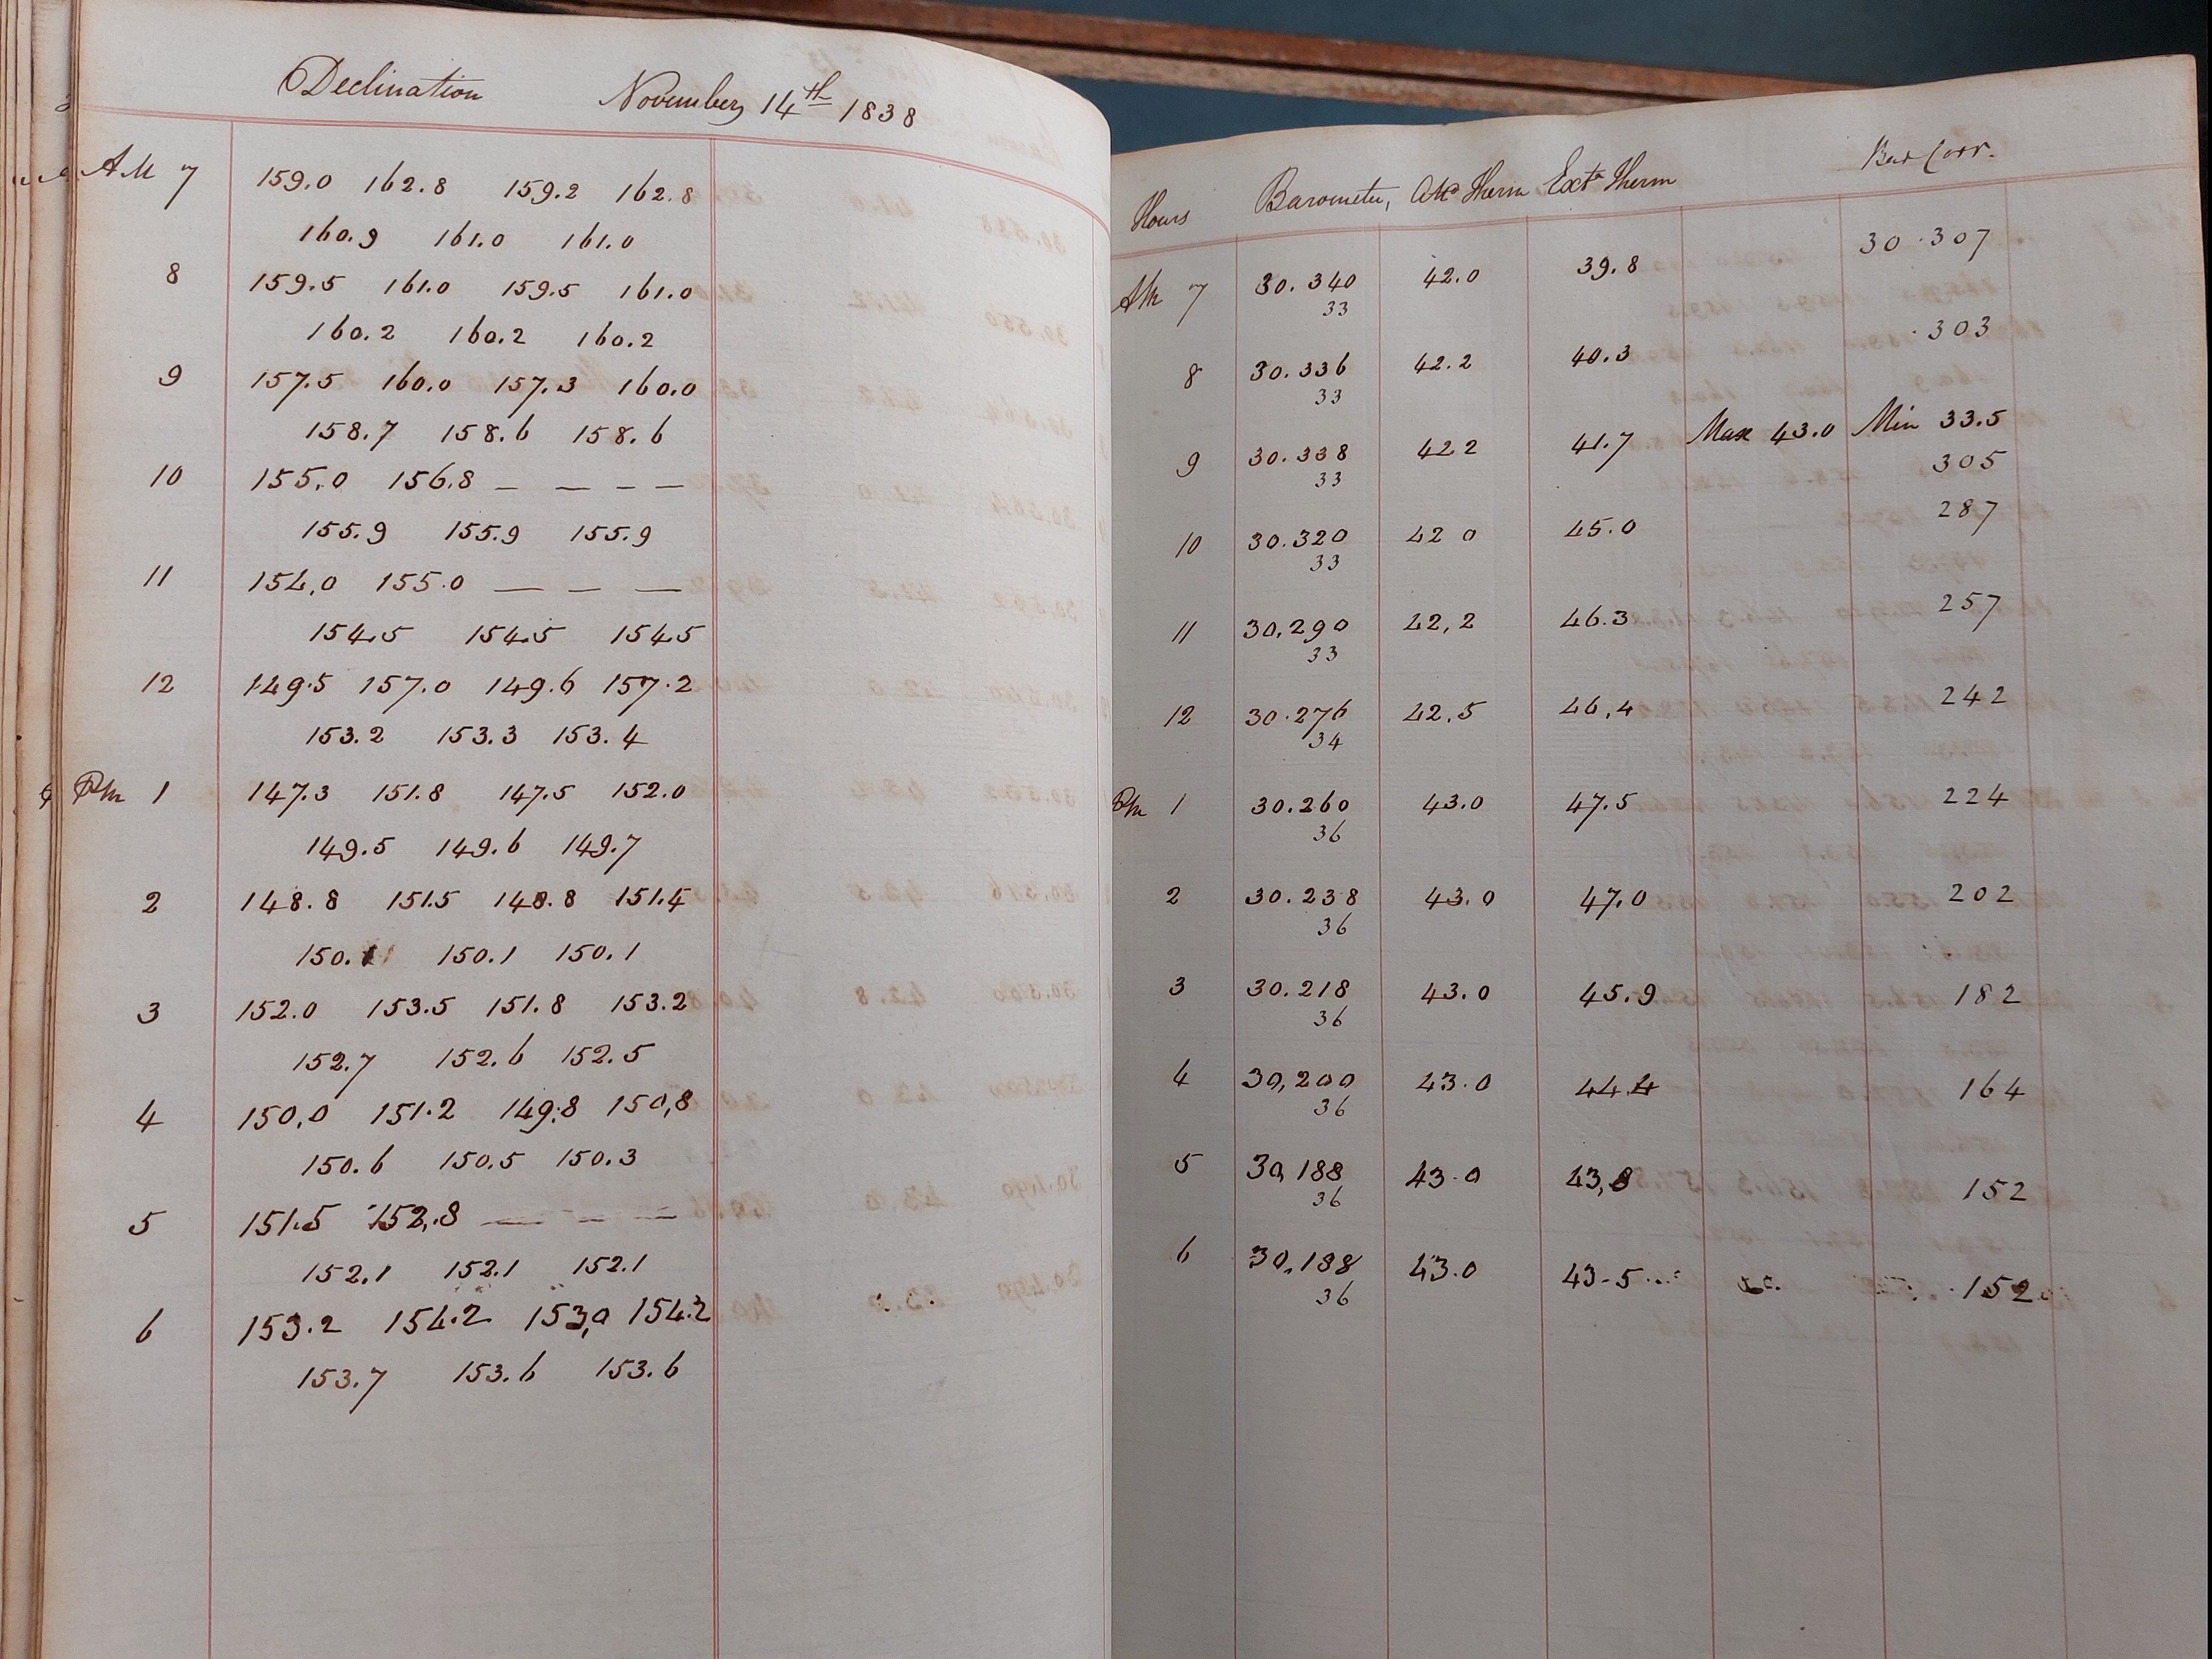 Declination November 14th 1838
AM 7 159.0 162.8 159.2 162.8
160.9 161.0 161.0
8 159.5 161.0 159.5 161.0
160.2 160.2 160.2
9 157.5 160.0 157.3 160.0
158.7 158.6 158.6
10 155.0 156.8 — — — —
155.9 155.9 155.9
11 154.0 155.0 — — —
154.5 154.5 154.5
12 149.5 157.0 149.6 157.2
153.2 153.3 153.4
Pm 1 147.3 151.8 147.5 152.0
149.5 149.6 149.7
2 148.8 151.5 148.8 151.4
150.1 150.1 150.1
3 152.0 153.5 151.8 153.2
152.7 152.6 152.5
4 150.0 151.2 149.8 150,8
150.6 150.5 150.3
5 151.5 152.8 — — —
152.1 152.1 152.1
6 153.2 154.2 153,0 154.2
153.7 153.6 153.6
Hours Barometer, Attd Therm Extl Therm Bar Corr.
AM 7 30.340 42.0 39.8 30.307
33
8 30.336 42.2 40.3 .303
33
9 30.338 42 2 41.7 Max 43.0 Min 33.5
33 305
10 30.320 42 0 45.0 287
33
11 30,290 42,2 46.3 257
33
12 30.276 42.5 46,4 242
34
Pm 1 30.260 43.0 47.5 224
36
2 30.238 43.0 47.0 202
36
3 30.218 43.0 45.9 182
36
4 30,200 43.0 44.4 164
36
5 30,188 43.0 43,8 152
36
6 30,188 43.0 43-5 .152
36